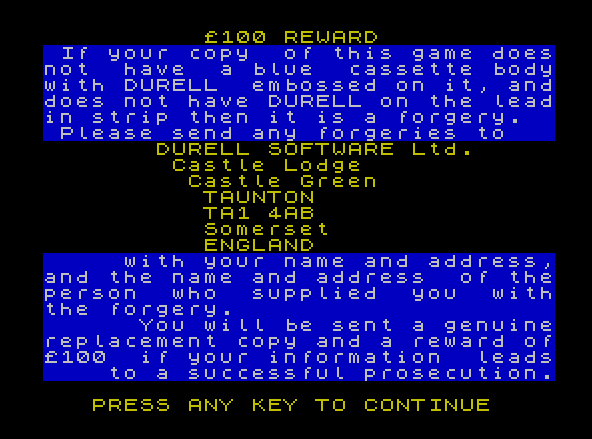 £100 REWARD
If your copy of this game does
not have a blue cassette body
with DURELL embossed on it, and
does not have DURELL on the lead
in strip then it is a forgery.
Please send any forgeries to
DURELL SOFTWARE Ltd.
Castle Lodge
Castle Green
TAUNTON
TA1 4AB
Somerset
ENGLAND
with your name and address,
and the name and address of the
person who supplied you with
the forgery.
You will be sent a genuine
replacement copy and a reward of
£100 if your information leads
to a successful prosecution.
PRESS ANY KEY TO CONTINUE